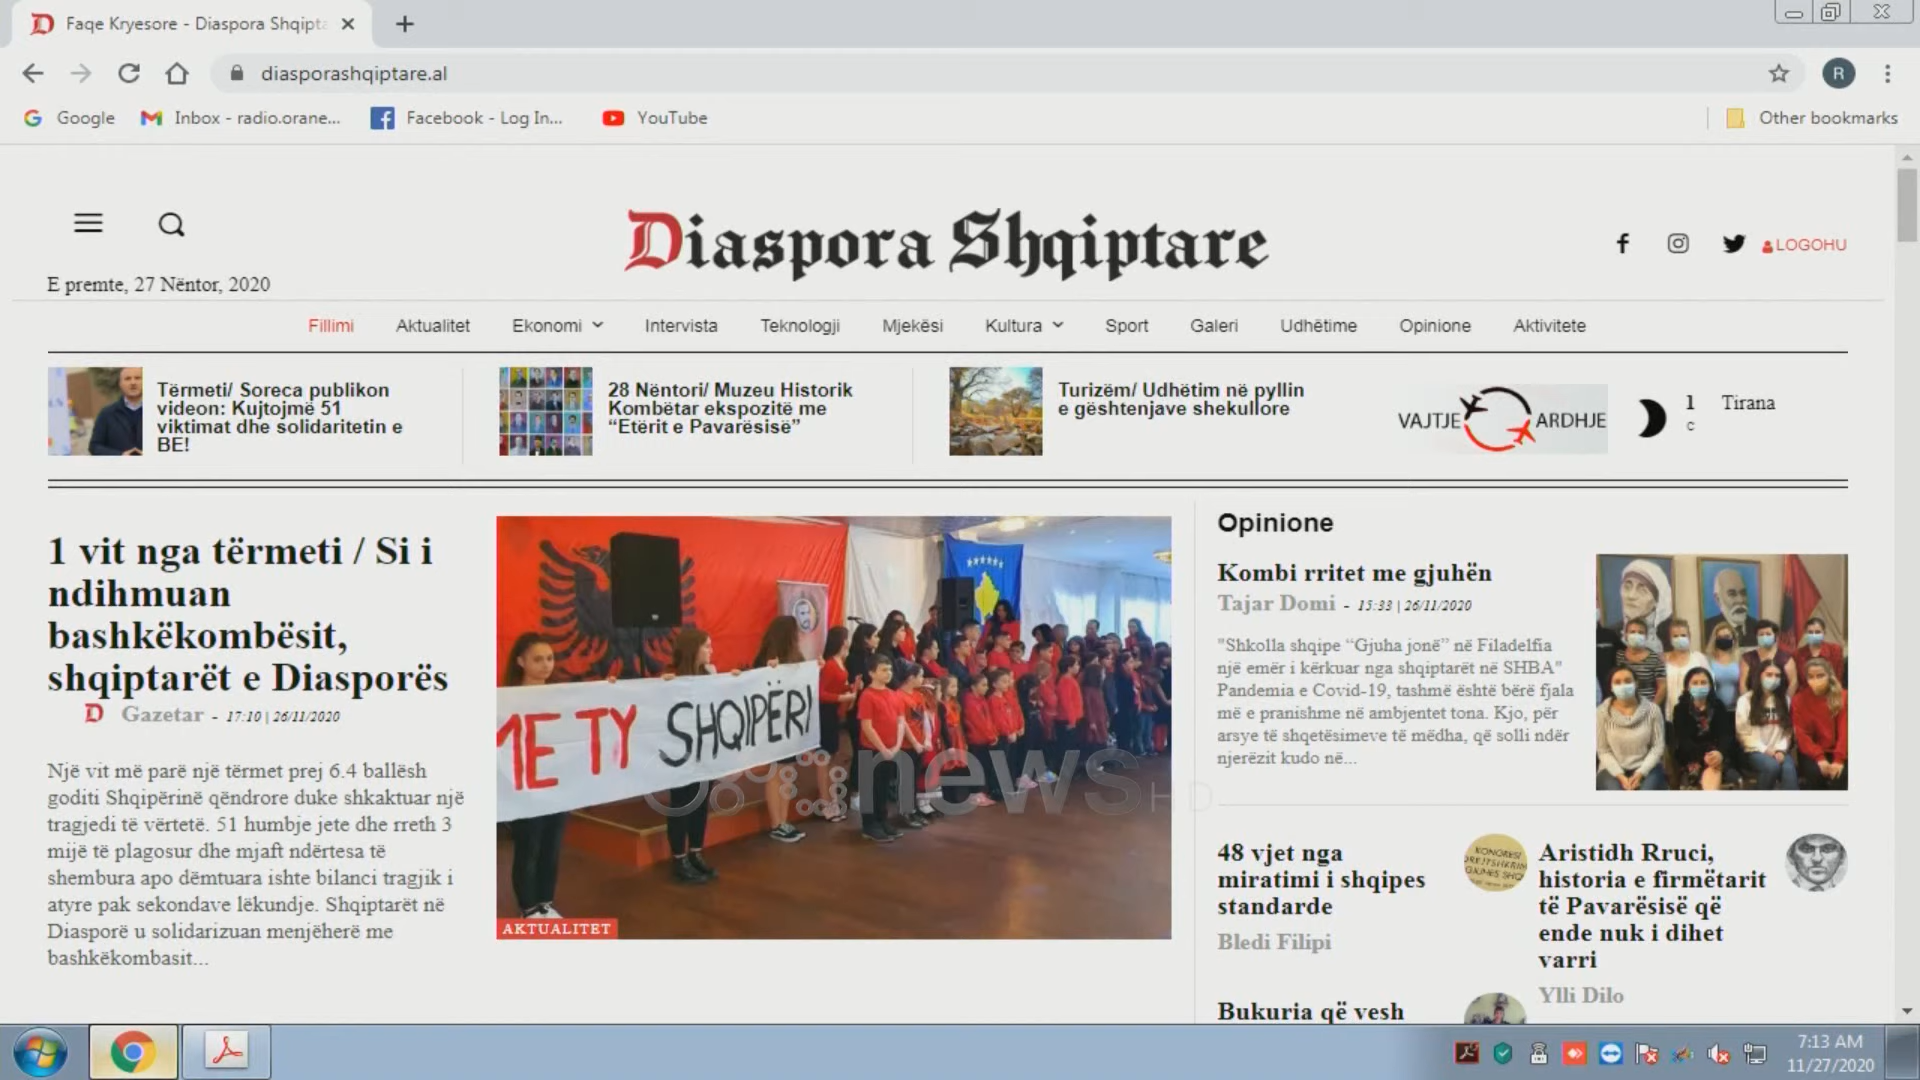 Faqe Kryesore - Diaspora Shqipta
diasporashqiptare.al
R
Google
Inbox - radio.orane...
Facebook - Log In...
YouTube
Other bookmarks
Diaspora Shqiptare
LOGOHU
E premte, 27 Nëntor, 2020
Fillimi Aktualitet Ekonomi Intervista Teknologji Mjekësi Kultura Sport Galeri Udhëtime Opinione Aktivitete
Tërmeti/ Soreca publikon
videon: Kujtojmë 51
viktimat dhe solidaritetin e
BE!
28 Nëntori/ Muzeu Historik
Kombëtar ekspozitë me
“Etërit e Pavarësisë”
Turizëm/ Udhëtim në pyllin
e gështenjave shekullore
VAJTJE ARDHJE
1 Tirana
c
1 vit nga tërmeti / Si i
ndihmuan
bashkëkombësit,
shqiptarët e Diasporës
D Gazetar - 17:10 | 26/11/2020
Një vit më parë një tërmet prej 6.4 ballësh
goditi Shqipërinë qëndrore duke shkaktuar një
tragjedi të vërtetë. 51 humbje jete dhe rreth 3
mijë të plagosur dhe mjaft ndërtesa të
shembura apo dëmtuara ishte bilanci tragjik i
atyre pak sekondave lëkundje. Shqiptarët në
Diasporë u solidarizuan menjëherë me
bashkëkombasit...
ME TY SHQIPËRI
news HD
AKTUALITET
Opinione
Kombi rritet me gjuhën
Tajar Domi - 15:33 | 26/11/2020
"Shkolla shqipe “Gjuha jonë” në Filadelfia
një emër i kërkuar nga shqiptarët në SHBA"
Pandemia e Covid-19, tashmë është bërë fjala
më e pranishme në ambjentet tona. Kjo, për
arsye të shqetësimeve të mëdha, që solli ndër
njerëzit kudo në...
48 vjet nga
miratimi i shqipes
standarde
Bledi Filipi
KONGRESI
DREJTSHKRIMIT
GJUHES SHQ
Aristidh Rruci,
historia e firmëtarit
të Pavarësisë që
ende nuk i dihet
varri
Ylli Dilo
Bukuria që vesh
7:13 AM
11/27/2020